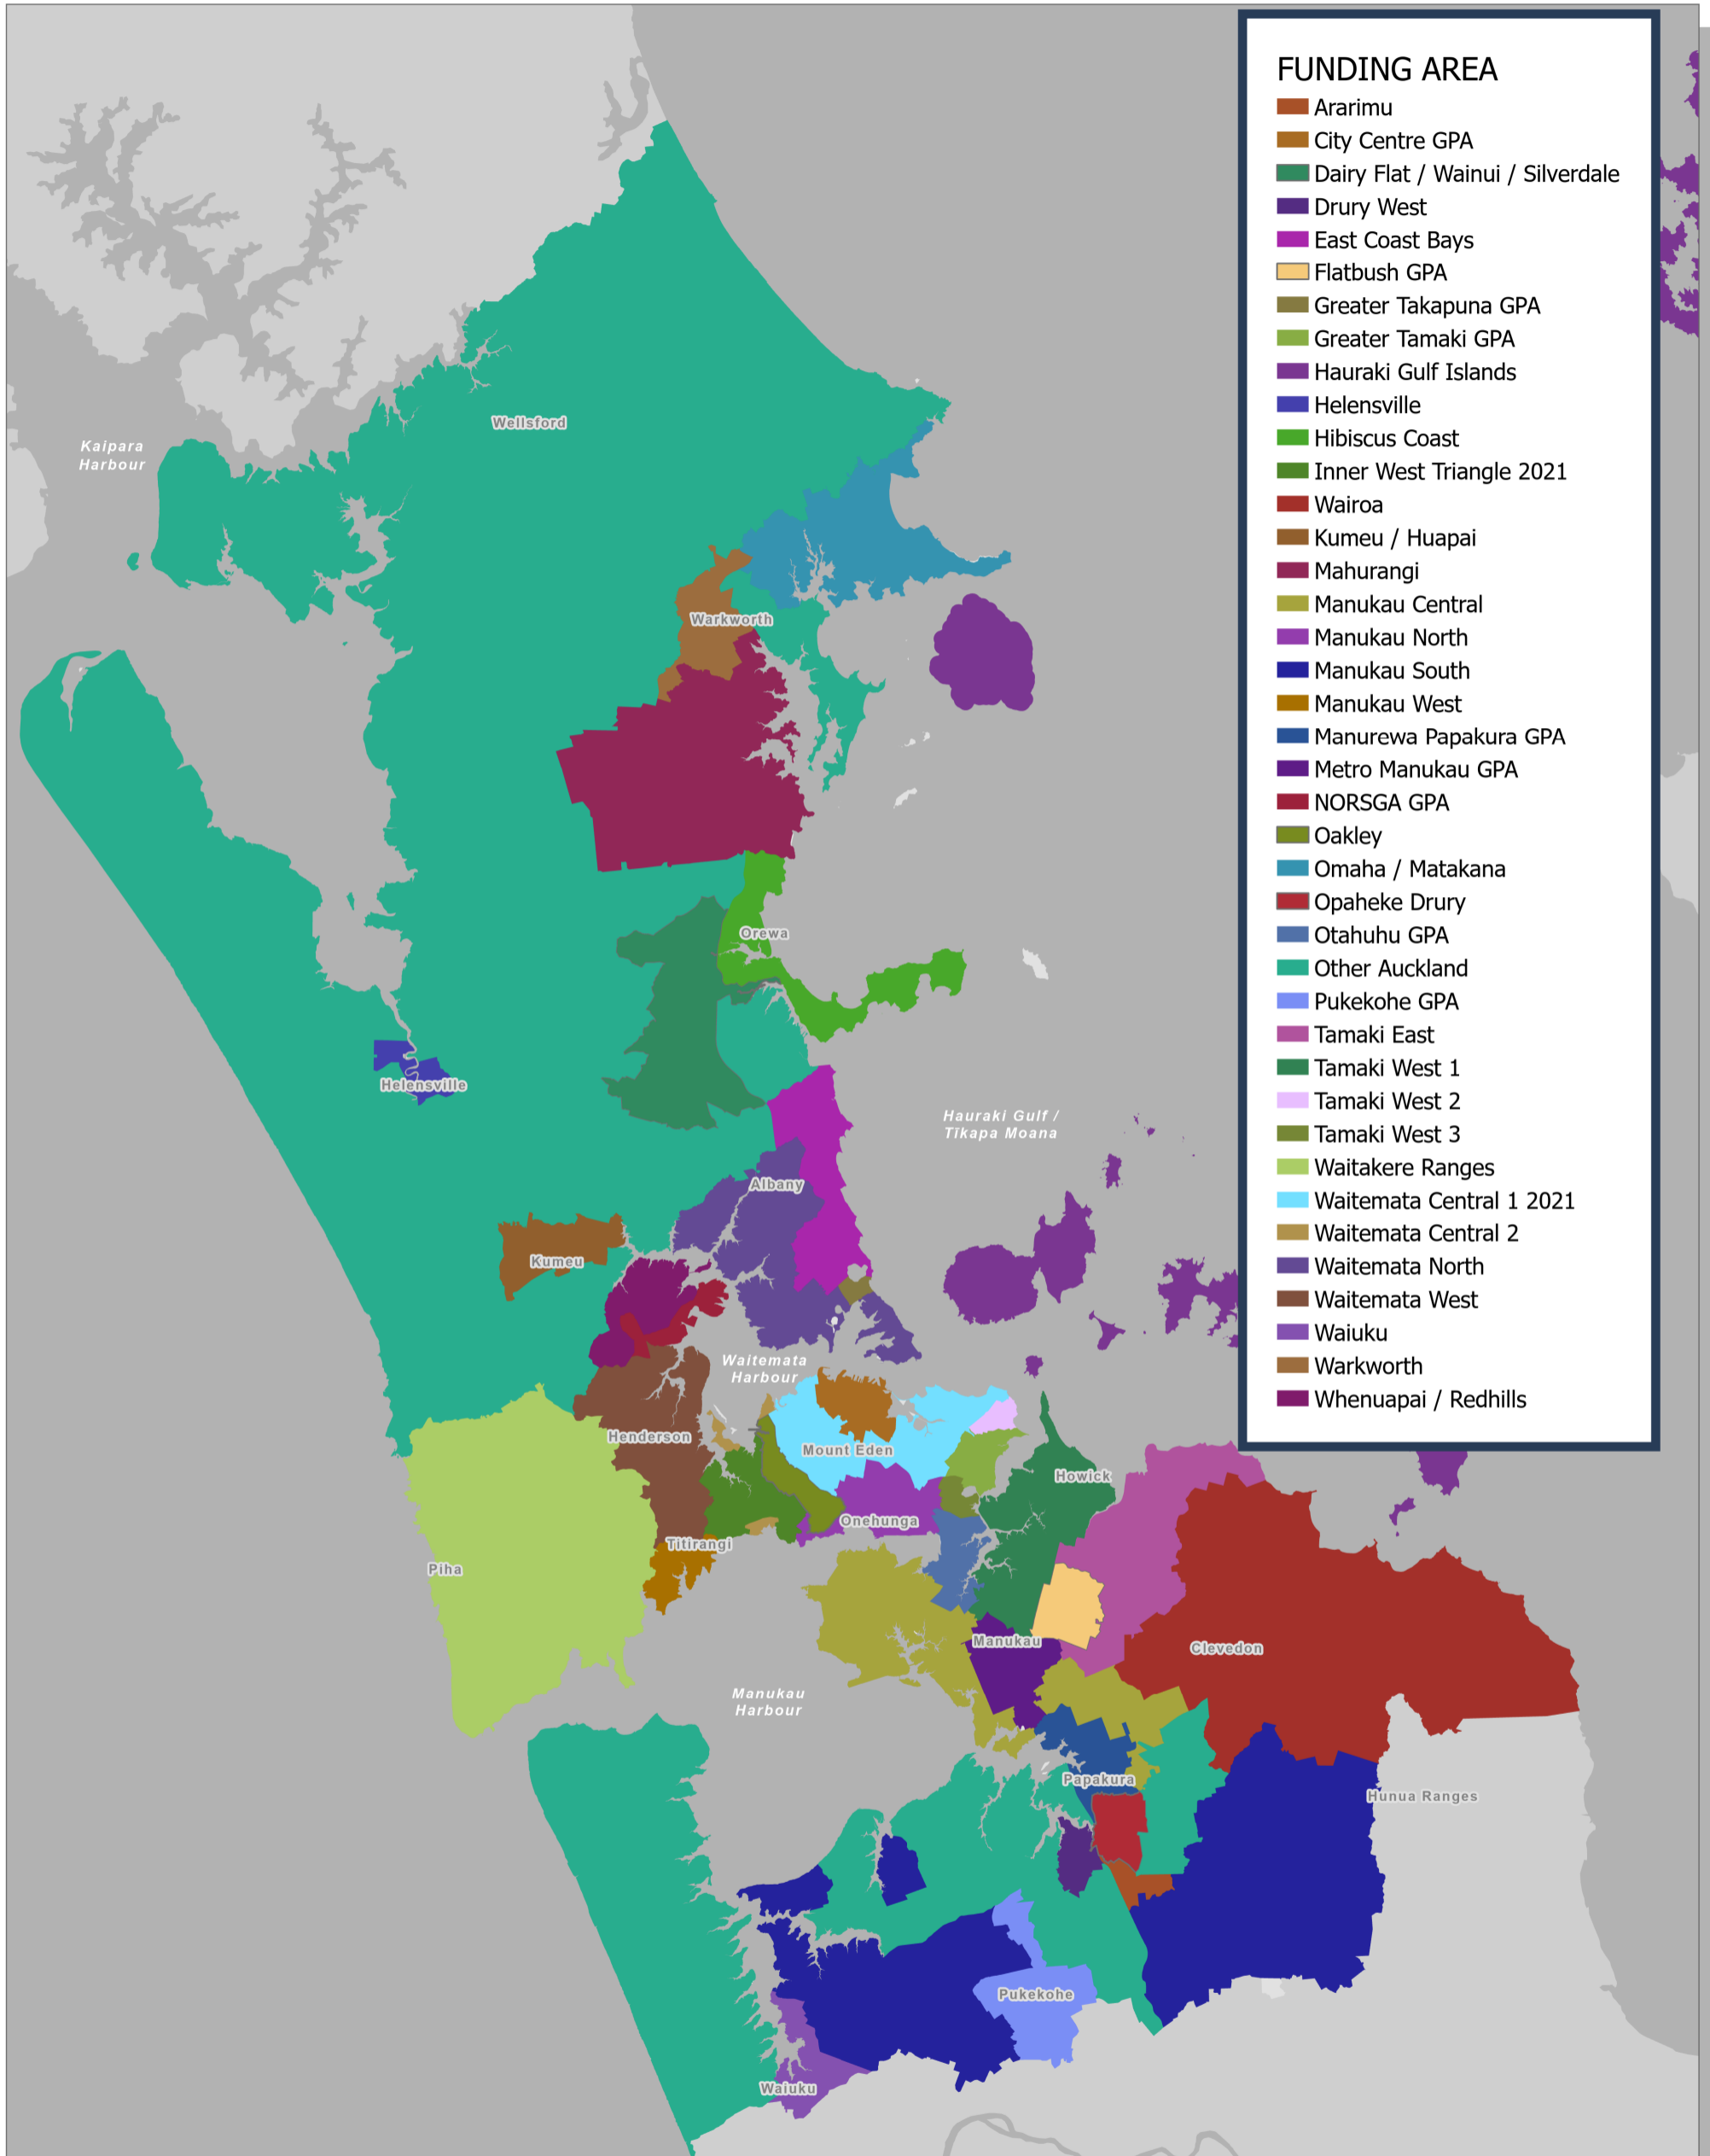 FUNDING AREA
Ararimu
City Centre GPA
Dairy Flat / Wainui / Silverdale
Drury West
East Coast Bays
Flatbush GPA
Greater Takapuna GPA
Greater Tamaki GPA
Hauraki Gulf Islands
Helensville
Hibiscus Coast
Inner West Triangle 2021
Wairoa
Kumeu / Huapai
Mahurangi
Manukau Central
Manukau North
Manukau South
Manukau West
Manurewa Papakura GPA
Metro Manukau GPA
NORSGA GPA
Oakley
Omaha / Matakana
Opaheke Drury
Otahuhu GPA
Other Auckland
Pukekohe GPA
Tamaki East
Tamaki West 1
Tamaki West 2
Tamaki West 3
Waitakere Ranges
Waitemata Central 1 2021
Waitemata Central 2
Waitemata North
Waitemata West
Waiuku
Warkworth
Whenuapai / Redhills
Wellsford
Kaipara
Harbour
Warkworth
Orewa
Helensville
Hauraki Gulf /
Tīkapa Moana
Albany
Kumeu
Waitemata
Harbour
Henderson
Mount Eden
Howick
Onehunga
Titirangi
Piha
Manukau
Clevedon
Manukau
Harbour
Papakura
Hunua Ranges
Pukekohe
Waiuku